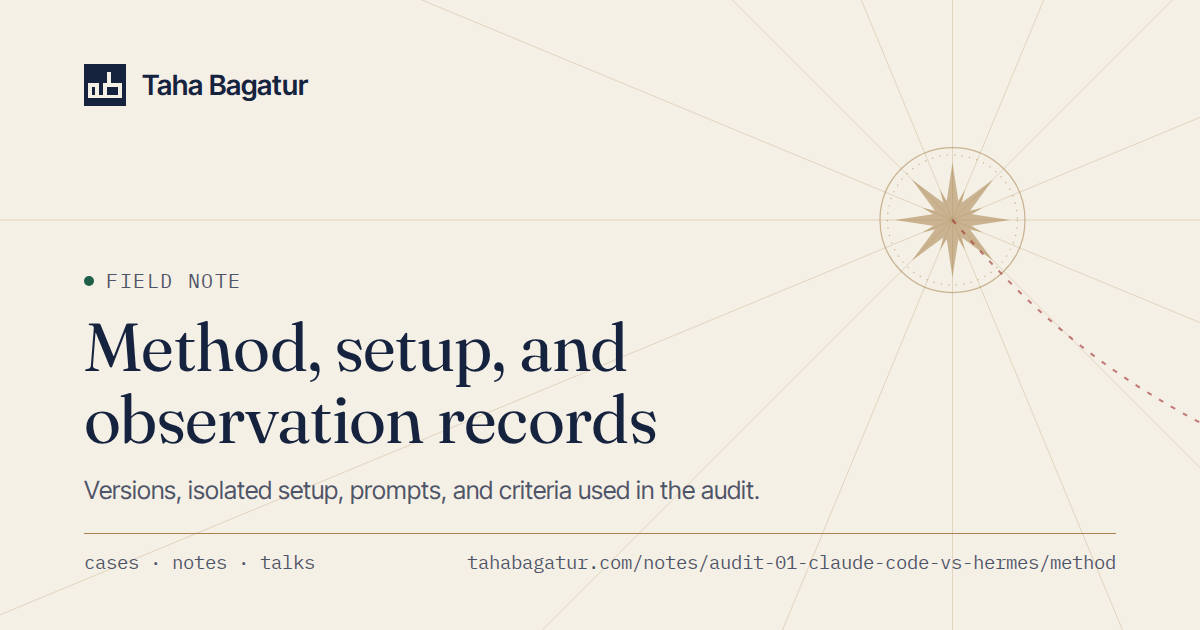 Taha Bagatur
FIELD NOTE
Method, setup, and
observation records
Versions, isolated setup, prompts, and criteria used in the audit.
cases · notes · talks
tahabagatur.com/notes/audit-01-claude-code-vs-hermes/method